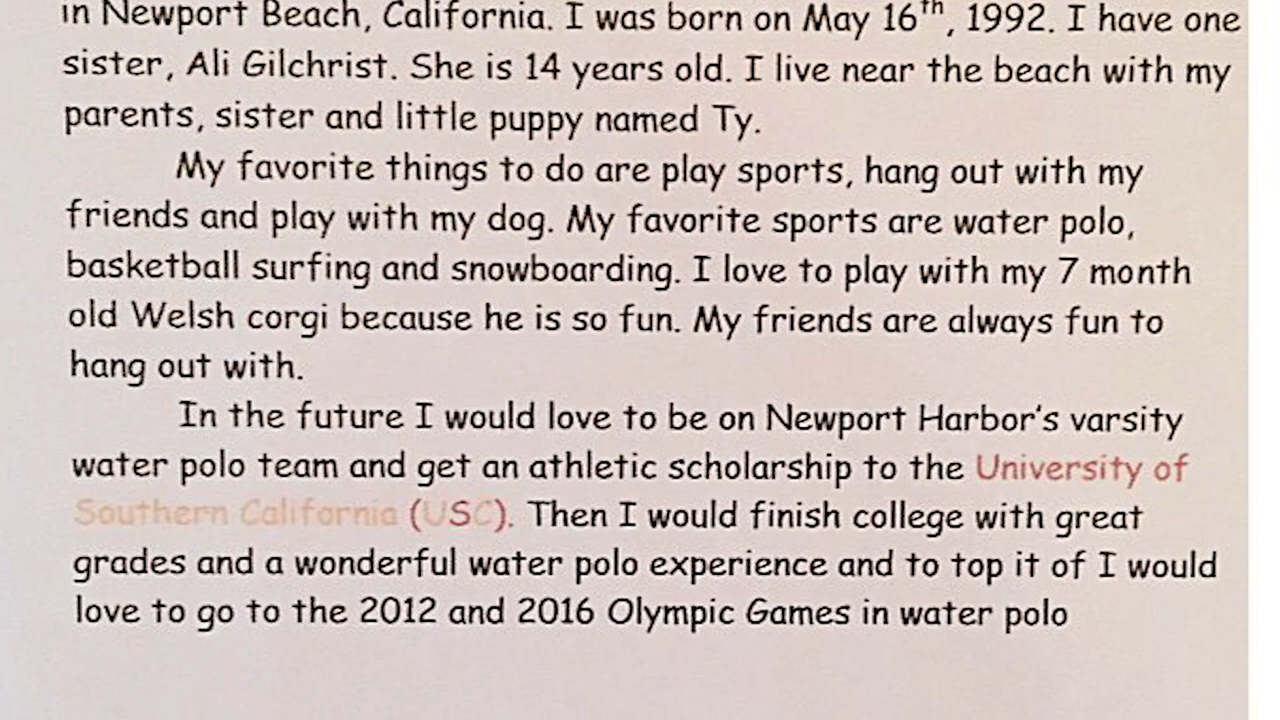 in Newport Beach, California. I was born on May 16th, 1992. I have one
sister, Ali Gilchrist. She is 14 years old. I live near the beach with my
parents, sister and little puppy named Ty.
My favorite things to do are play sports, hang out with my
friends and play with my dog. My favorite sports are water polo,
basketball surfing and snowboarding. I love to play with my 7 month
old Welsh corgi because he is so fun. My friends are always fun to
hang out with.
In the future I would love to be on Newport Harbor's varsity
water polo team and get an athletic scholarship to the University of
Southern California (USC). Then I would finish college with great
grades and a wonderful water polo experience and to top it of I would
love to go to the 2012 and 2016 Olympic Games in water polo